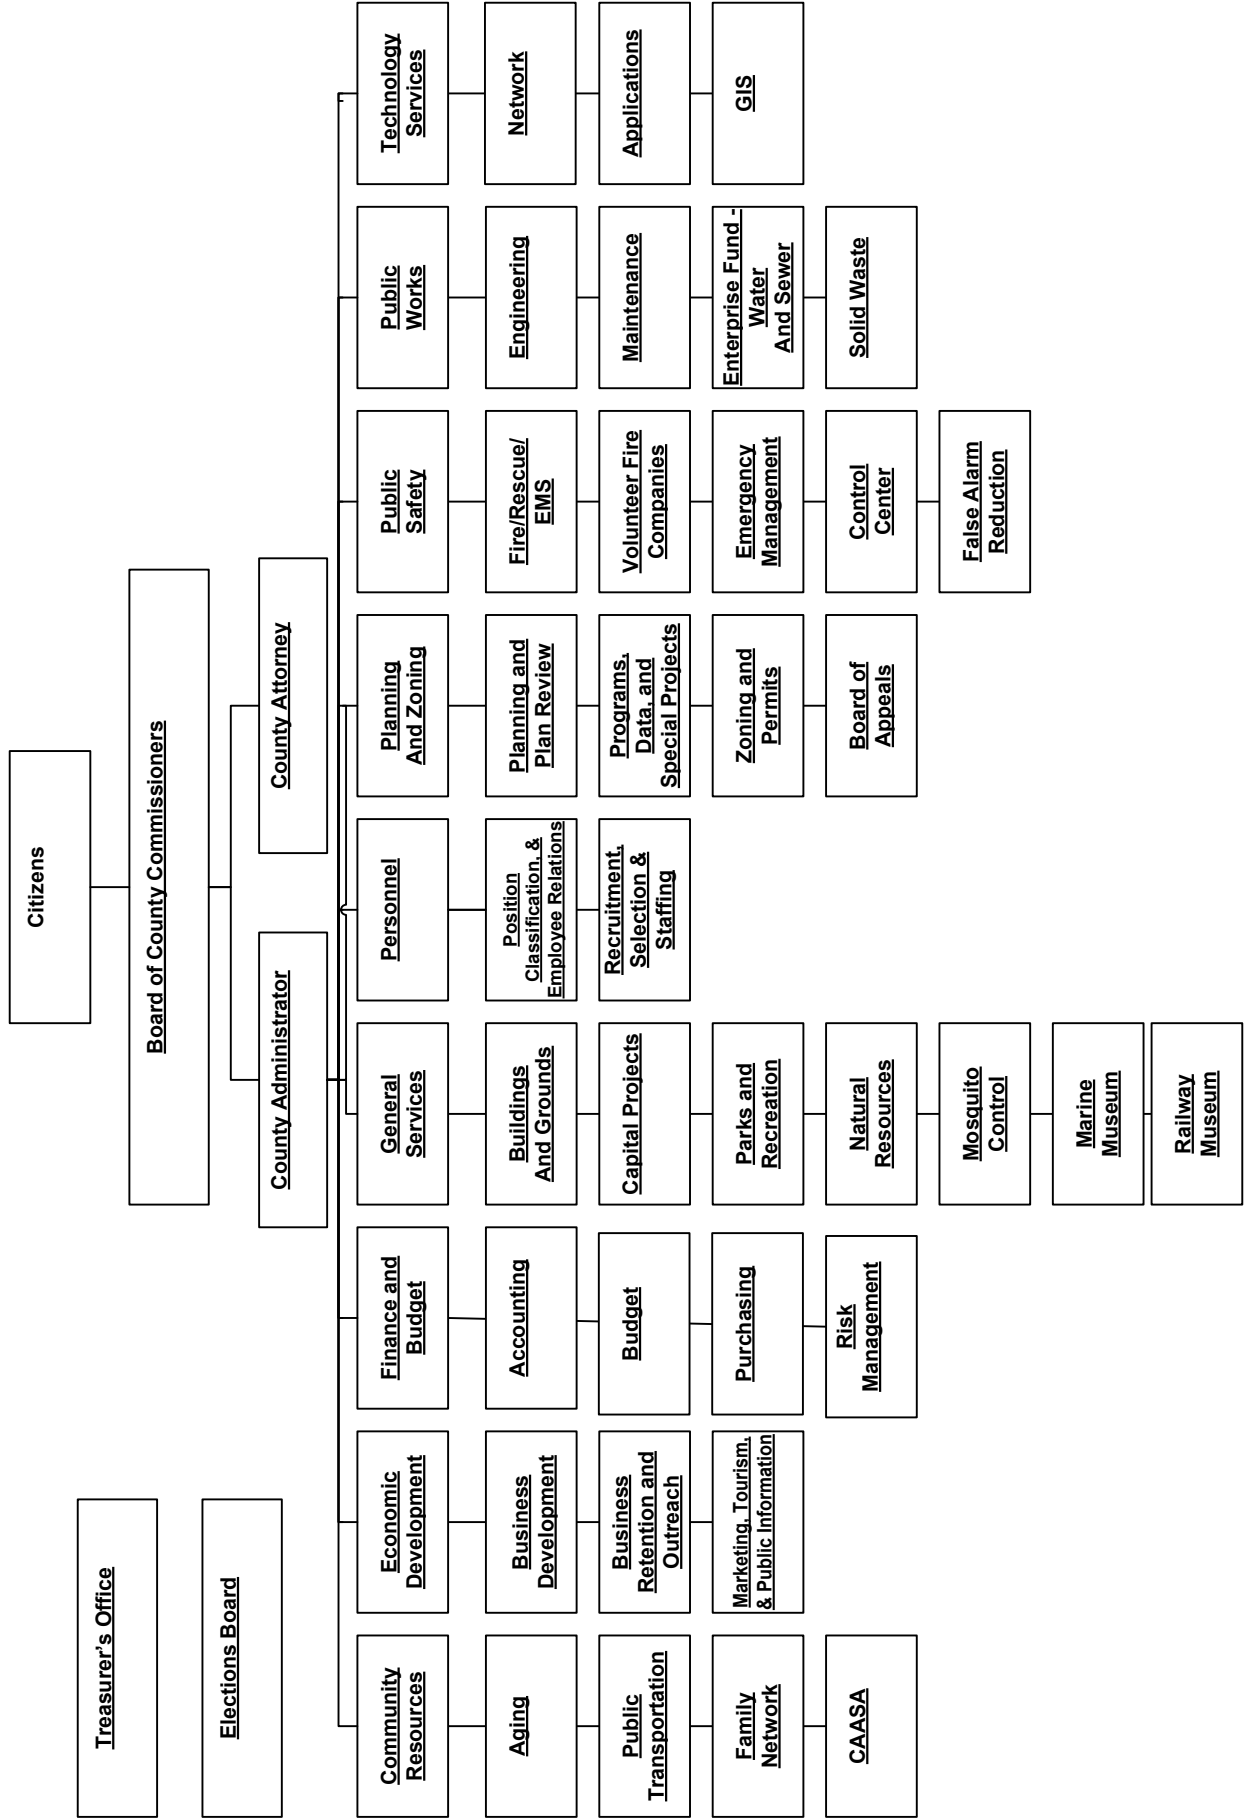 Citizens
Treasurer's Office
Board of County Commissioners
Elections Board
County Administrator
County Attorney
Community
Resources
Aging
Public
Transportation
Family
Network
CAASA
Economic
Development
Business
Development
Business
Retention and
Outreach
Marketing, Tourism,
& Public Information
Finance and
Budget
Accounting
Budget
Purchasing
Risk
Management
General
Services
Buildings
And Grounds
Capital Projects
Parks and
Recreation
Natural
Resources
Mosquito
Control
Marine
Museum
Railway
Museum
Personnel
Position
Classification, &
Employee Relations
Recruitment,
Selection &
Staffing
Planning
And Zoning
Planning and
Plan Review
Programs,
Data, and
Special Projects
Zoning and
Permits
Board of
Appeals
Public
Safety
Fire/Rescue/
EMS
Volunteer Fire
Companies
Emergency
Management
Control
Center
False Alarm
Reduction
Public
Works
Engineering
Maintenance
Enterprise Fund -
Water
And Sewer
Solid Waste
Technology
Services
Network
Applications
GIS